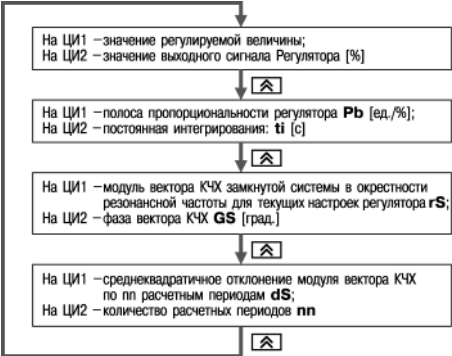 На ЦИ1 – значение регулируемой величины;
На ЦИ2 – значение выходного сигнала Регулятора [%]
На ЦИ1 – полоса пропорциональности регулятора Pb [ед./%];
На ЦИ2 – постоянная интегрирования: ti [с]
На ЦИ1 – модуль вектора КЧХ замкнутой системы в окрестности
резонансной частоты для текущих настроек регулятора rS;
На ЦИ2 – фаза вектора КЧХ GS [град.]
На ЦИ1 – среднеквадратичное отклонение модуля вектора КЧХ
по nn расчетным периодам dS;
На ЦИ2 – количество расчетных периодов nn